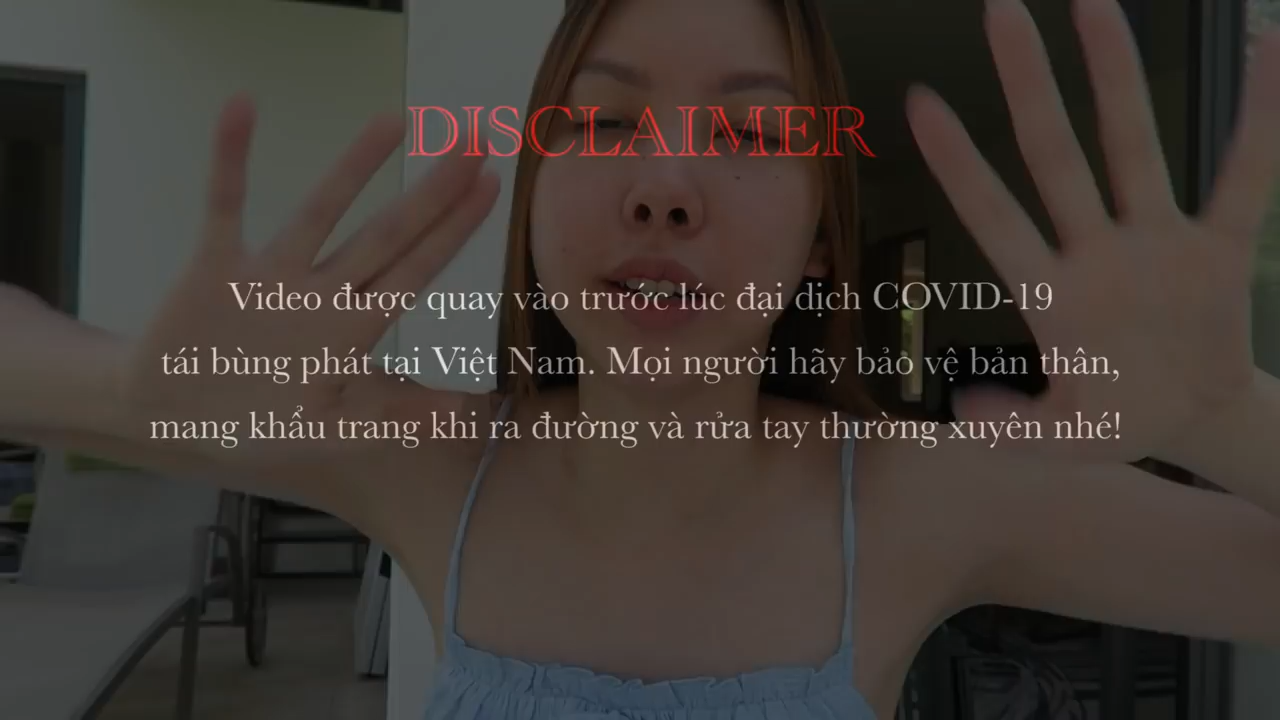 DISCLAIMER
Video được quay vào trước lúc đại dịch COVID-19
tái bùng phát tại Việt Nam. Mọi người hãy bảo vệ bản thân,
mang khẩu trang khi ra đường và rửa tay thường xuyên nhé!